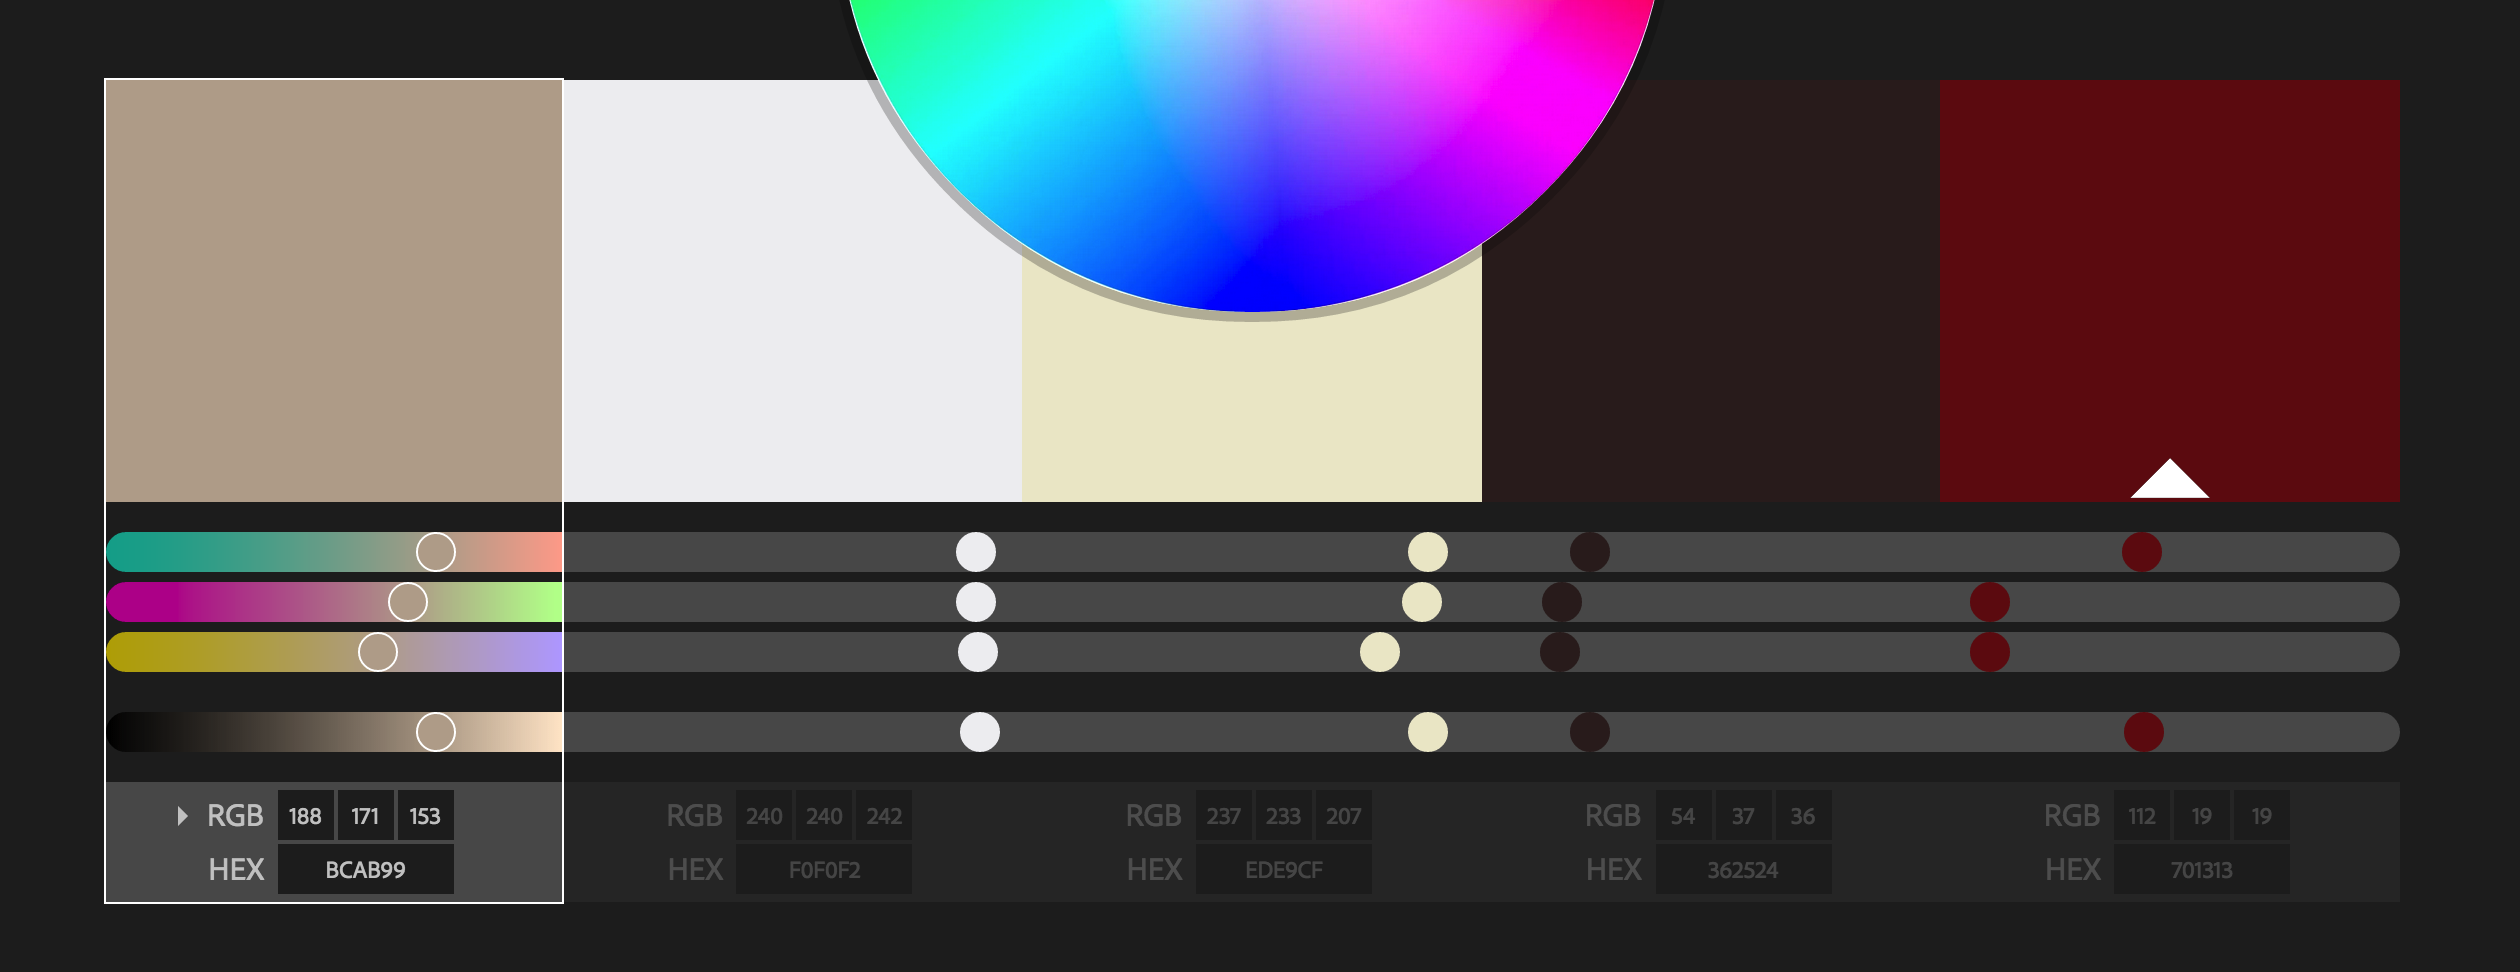 RGB 188 171 153
HEX BCAB99
RGB 240 240 242
HEX F0F0F2
RGB 237 233 207
HEX EDE9CF
RGB 54 37 36
HEX 362524
RGB 112 19 19
HEX 701313